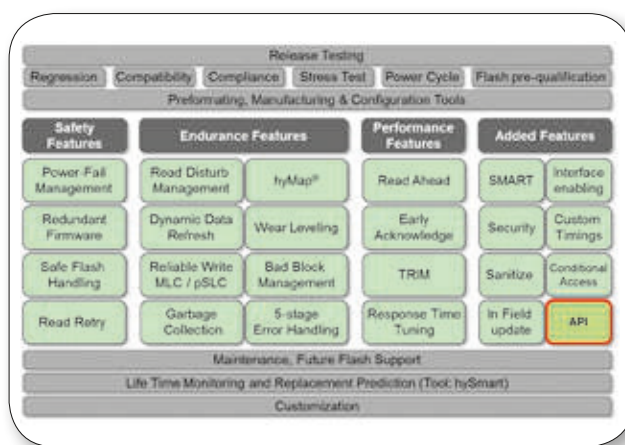 Release Testing
Regression Compatibility Compliance Stress Test Power Cycle Flash pre-qualification
Preformating, Manufacturing & Configuration Tools
Safety Features
Endurance Features
Performance Features
Added Features
Power-Fail Management
Read Disturb Management
hyMap®
Read Ahead
SMART
Interface enabling
Redundant Firmware
Dynamic Data Refresh
Wear Leveling
Early Acknowledge
Security
Custom Timings
Safe Flash Handling
Reliable Write MLC / pSLC
Bad Block Management
TRIM
Sanitize
Conditional Access
Read Retry
Garbage Collection
5-stage Error Handling
Response Time Tuning
In Field update
API
Maintenance, Future Flash Support
Life Time Monitoring and Replacement Prediction (Tool: hySmart)
Customization